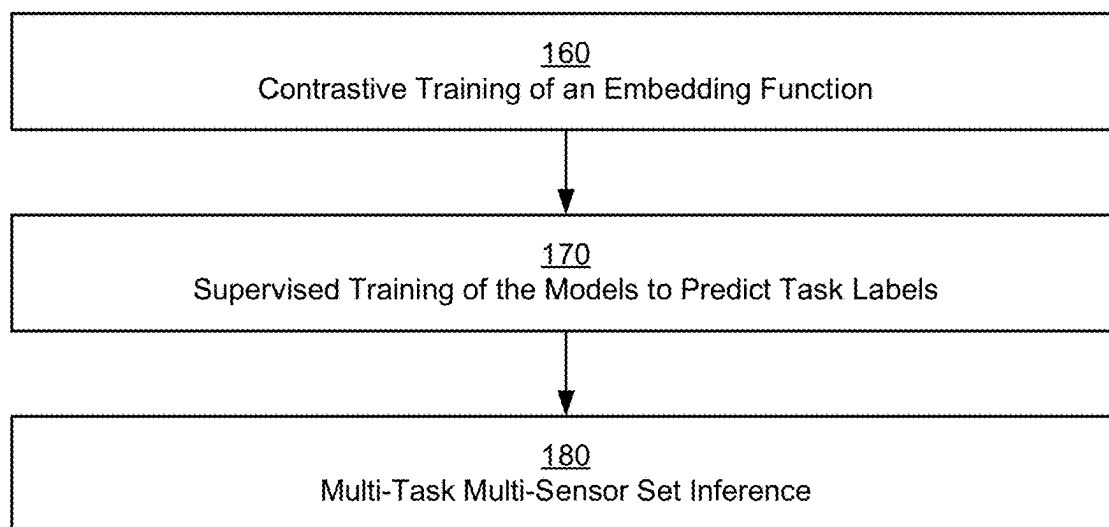 160
Contrastive Training of an Embedding Function
170
Supervised Training of the Models to Predict Task Labels
180
Multi-Task Multi-Sensor Set Inference